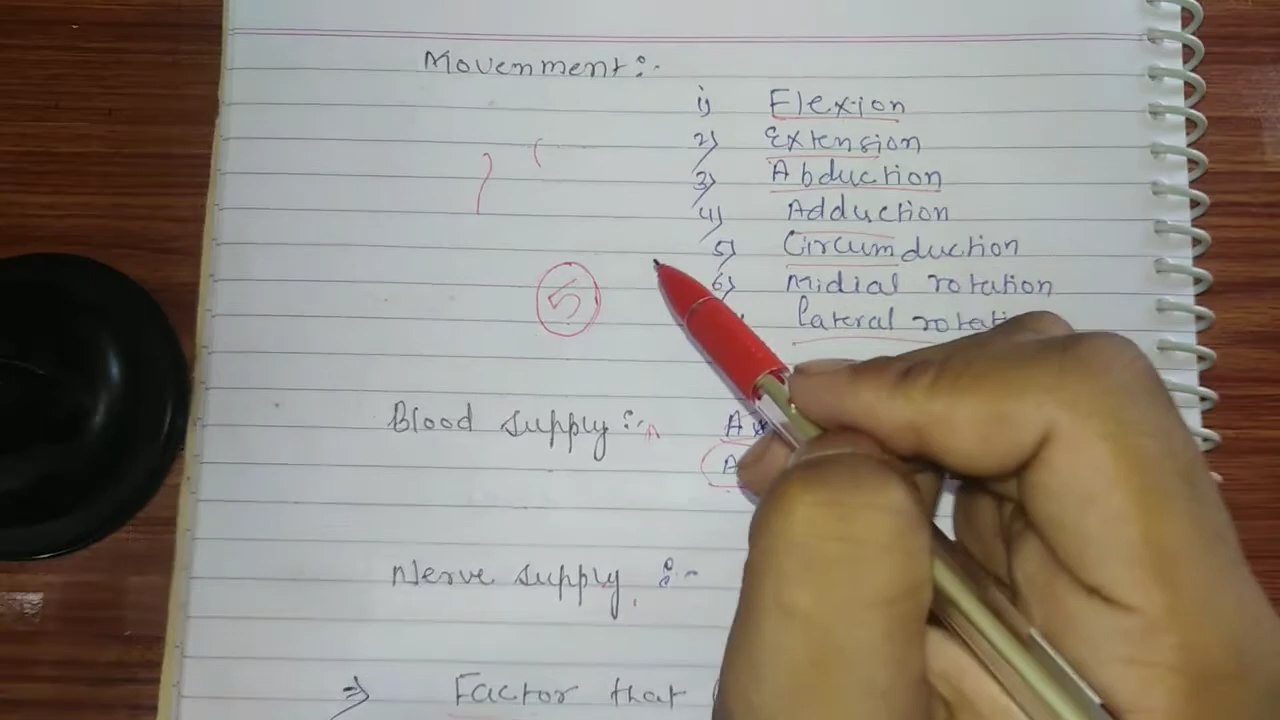 Movenment:-
1) Flexion
2) Extension
3) Abduction
4) Adduction
5) Circumduction
6) Midial rotation
lateral
5
Blood supply:-
Nerve supply :-
⇒ Factor that